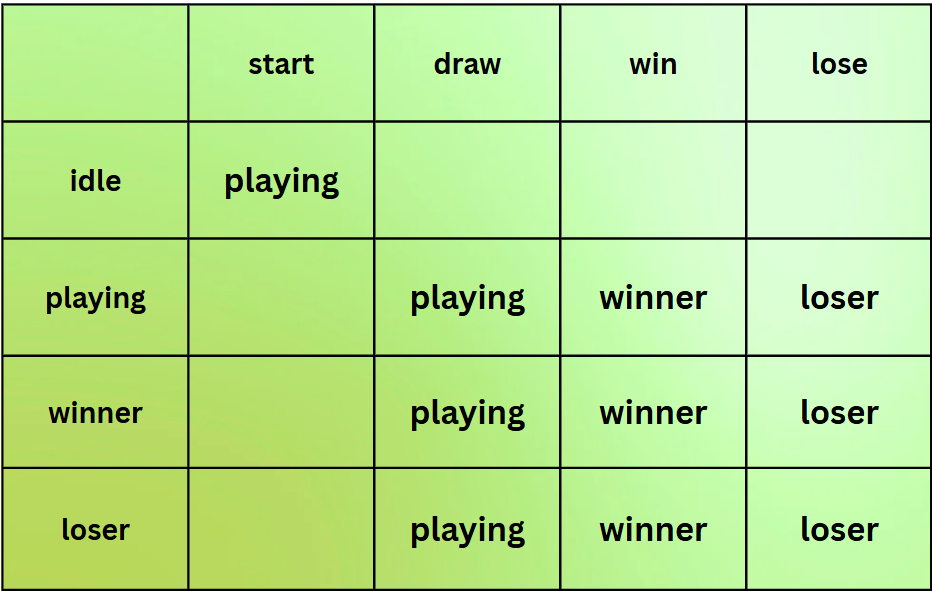 start draw win lose
idle playing
playing playing winner loser
winner playing winner loser
loser playing winner loser